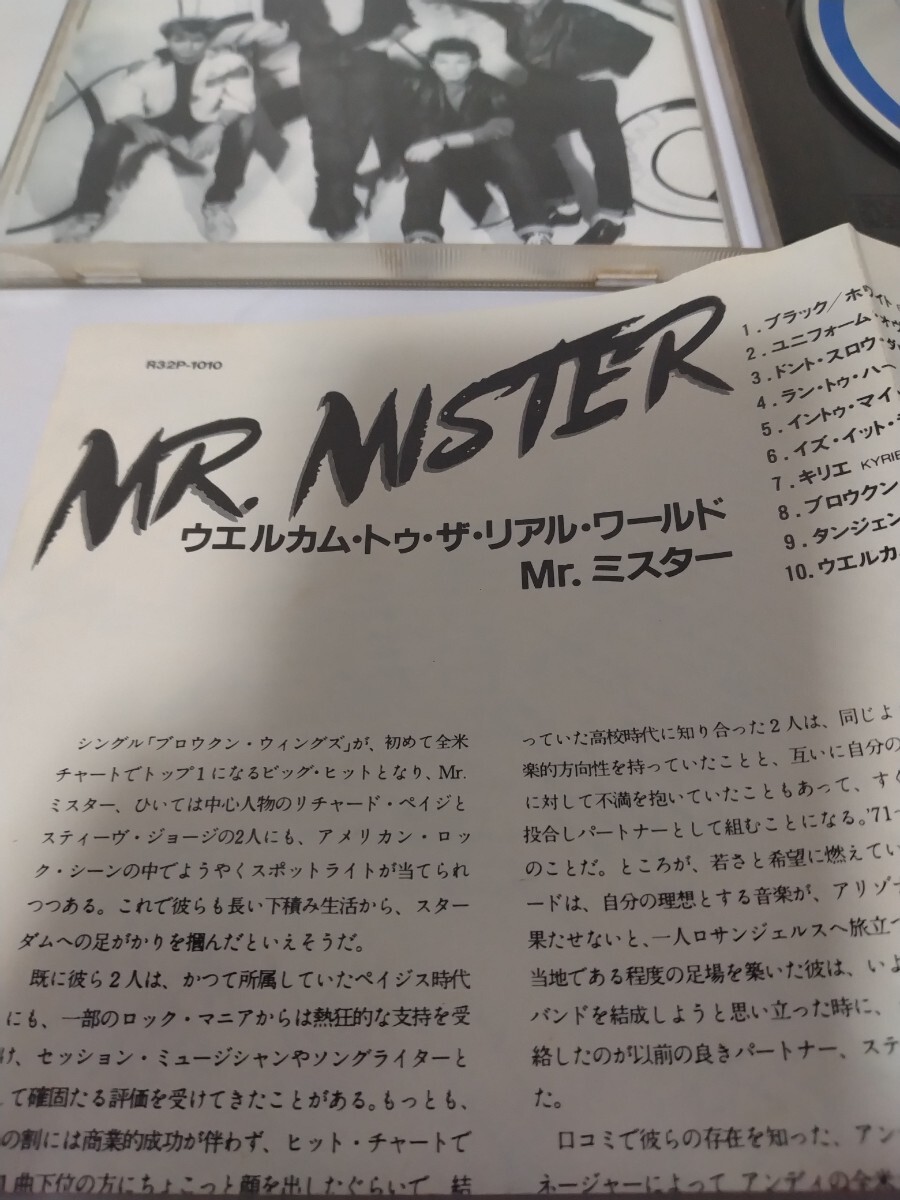 R32P-1010
MR. MISTER
ウエルカム・トゥ・ザ・リアル・ワールド
Mr. ミスター
1. ブラック／ホワイト
2. ユニフォーム・オヴ
3. ドント・スロウ・
4. ラン・トゥ・ハー
5. イントゥ・マイ・
6. イズ・イット・
7. キリエ KYRIE
8. ブロウクン
9. タンジェン
10. ウエルカ
シングル「ブロウクン・ウィングズ」が、初めて全米
チャートでトップ1になるビッグ・ヒットとなり、Mr.
ミスター、ひいては中心人物のリチャード・ペイジと
スティーヴ・ジョージの2人にも、アメリカン・ロッ
ク・シーンの中でようやくスポットライトが当てられ
つつある。これで彼らも長い下積み生活から、スター
ダムへの足がかりを摑んだといえそうだ。
既に彼ら2人は、かつて所属していたペイジス時代
にも、一部のロック・マニアからは熱狂的な支持を受
け、セッション・ミュージシャンやソングライターと
して確固たる評価を受けてきたことがある。もっとも、
の割には商業的成功が伴わず、ヒット・チャートで
曲下位の方にちょこっと顔を出したぐらいで、結
っていた高校時代に知り合った2人は、同じよ
楽的方向性を持っていたことと、互いに自分の
に対して不満を抱いていたこともあって、すぐ
投合しパートナーとして組むことになる。'71
のことだ。ところが、若さと希望に燃えてい
ードは、自分の理想とする音楽が、アリゾ
果たせないと、一人ロサンジェルスへ旅立つ
当地である程度の足場を築いた彼は、いよ
バンドを結成しようと思い立った時に、
絡したのが以前の良きパートナー、ステ
た。
口コミで彼らの存在を知った、アン
ネージャーによって、アンディの全米